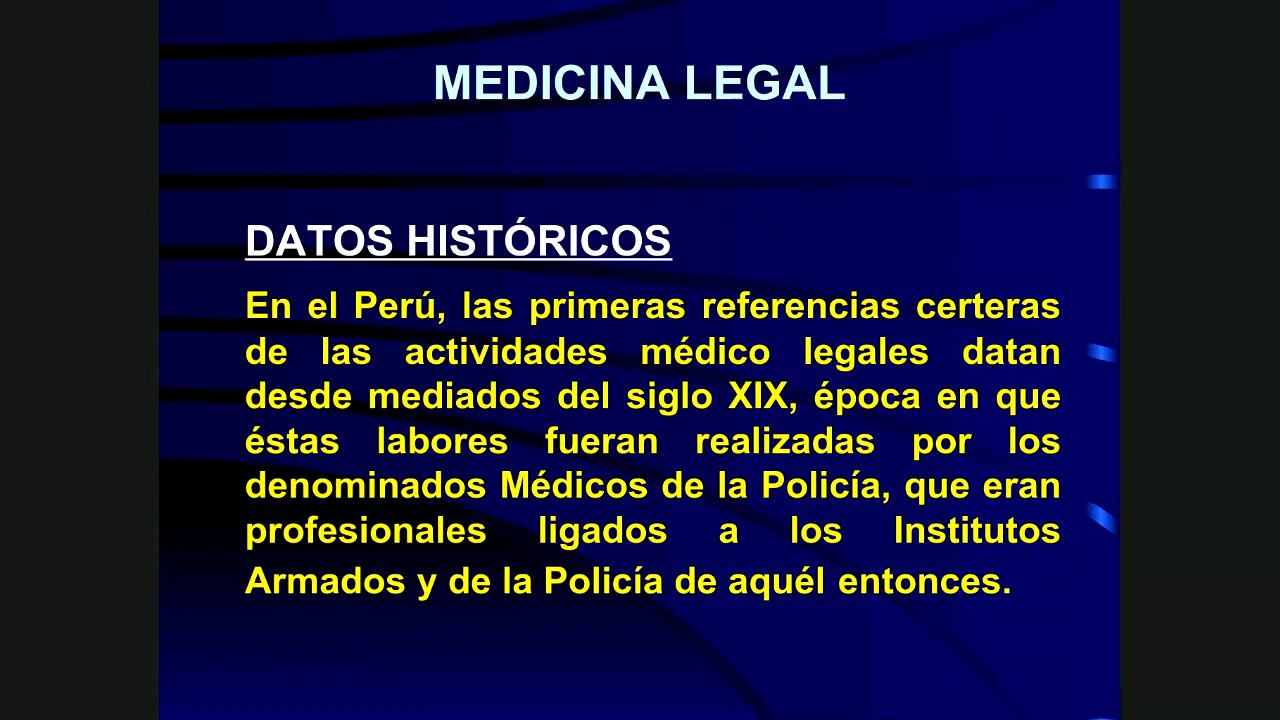 MEDICINA LEGAL
DATOS HISTÓRICOS
En el Perú, las primeras referencias certeras
de las actividades médico legales datan
desde mediados del siglo XIX, época en que
éstas labores fueran realizadas por los
denominados Médicos de la Policía, que eran
profesionales ligados a los Institutos
Armados y de la Policía de aquél entonces.